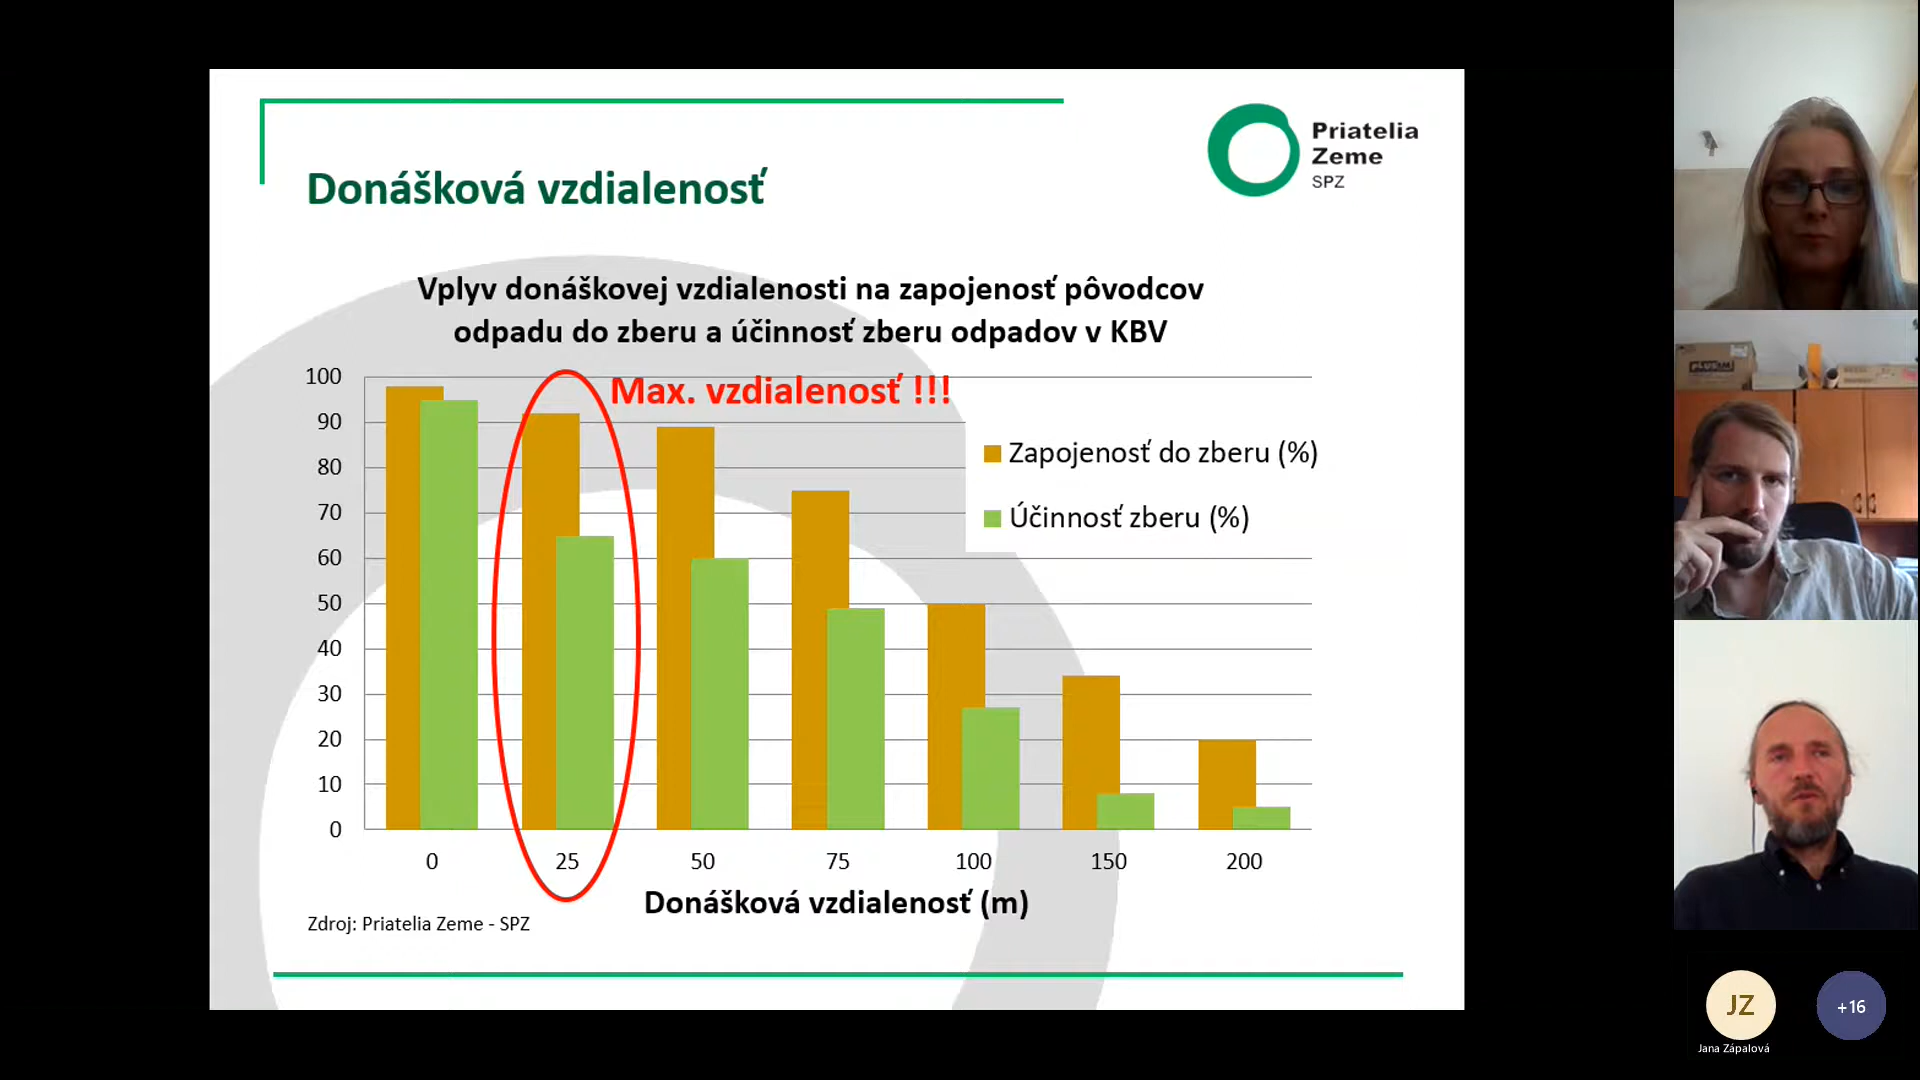 Priatelia
Zeme
SPZ
Donášková vzdialenosť
Vplyv donáškovej vzdialenosti na zapojenosť pôvodcov
odpadu do zberu a účinnosť zberu odpadov v KBV
Max. vzdialenosť !!!
100
90
80
70
60
50
40
30
20
10
0
Zapojenosť do zberu (%)
Účinnosť zberu (%)
0 25 50 75 100 150 200
Donášková vzdialenosť (m)
Zdroj: Priatelia Zeme - SPZ
JZ
Jana Zápalová
+16